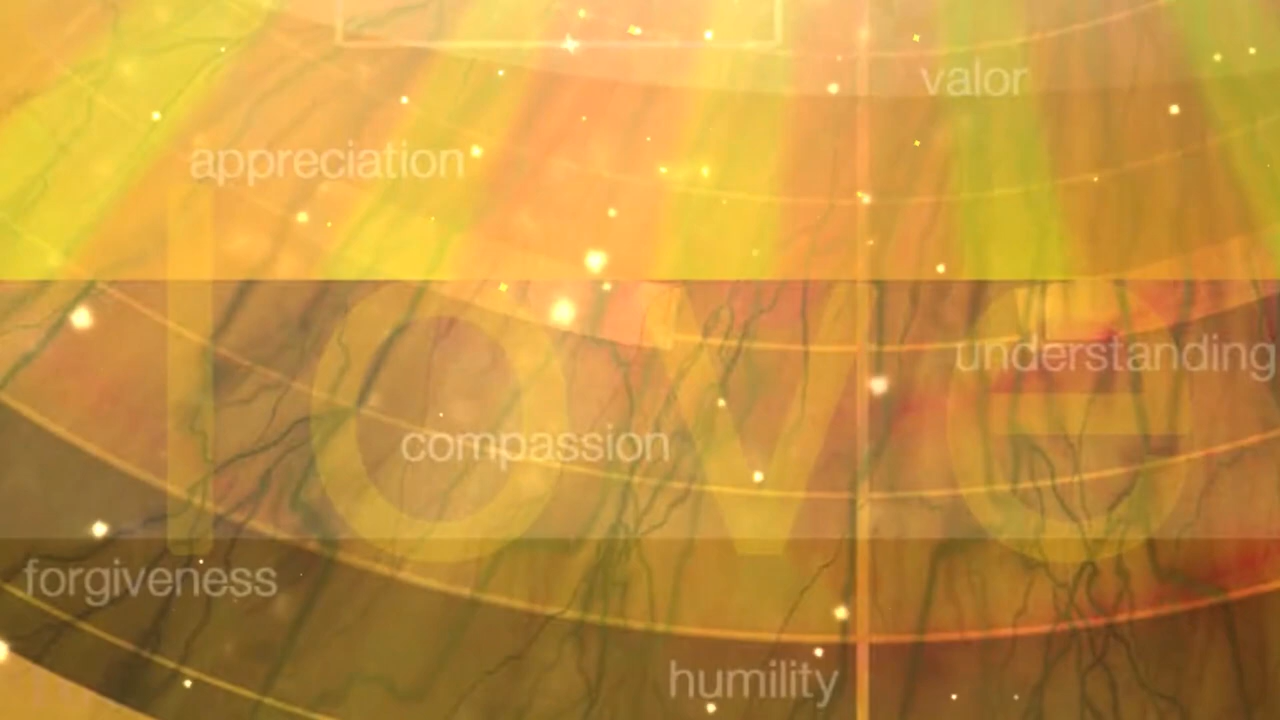 valor
appreciation
love
understanding
compassion
forgiveness
humility